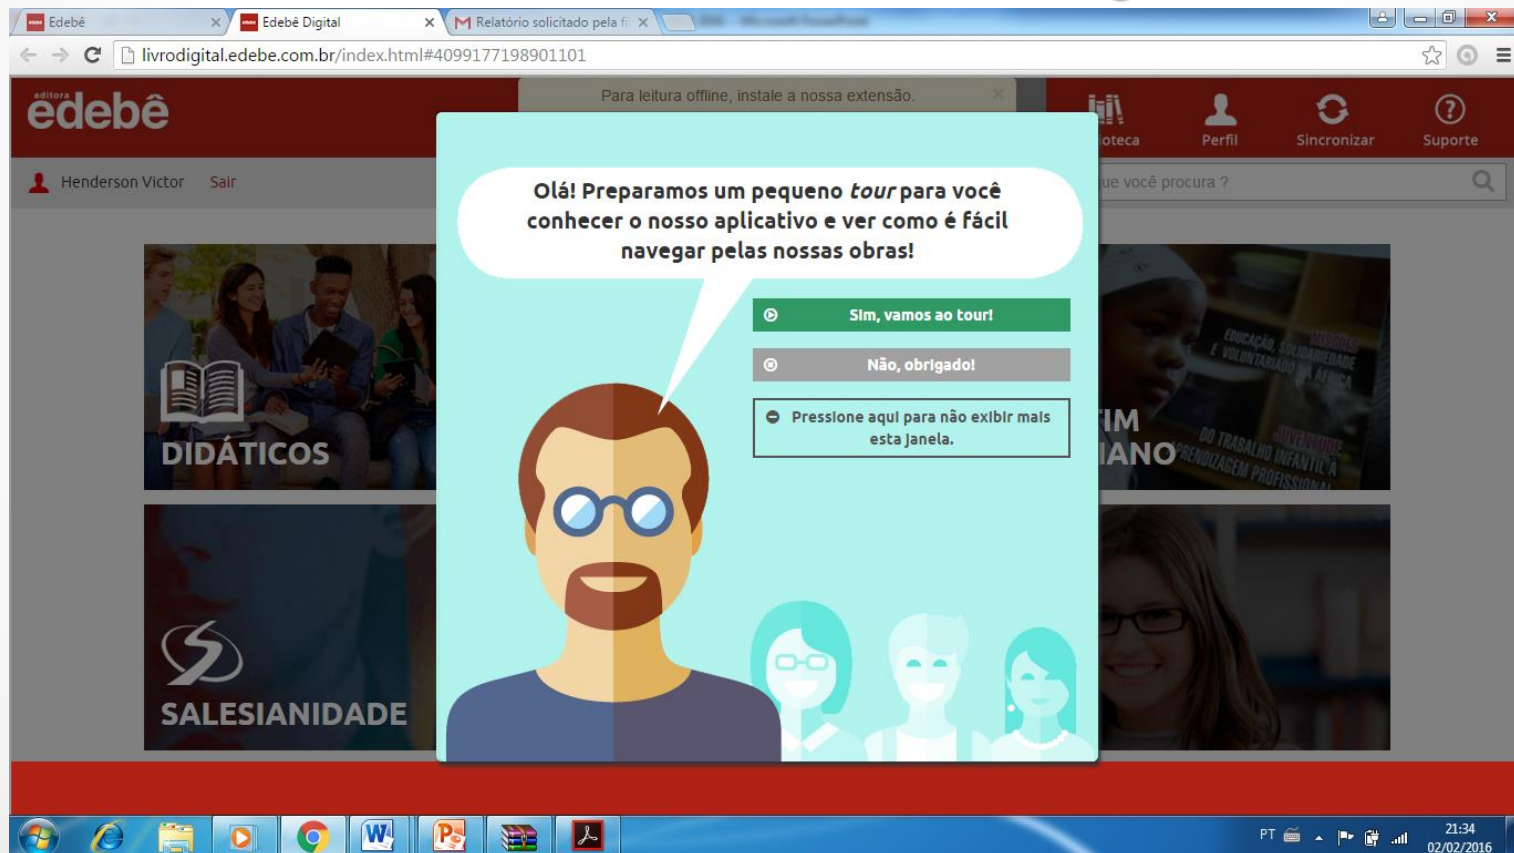 Edebê
Edebê Digital
Relatório solicitado pela fi
livrodigital.edebe.com.br/index.html#4099177198901101
editora
edebê
Para leitura offline, instale a nossa extensão.
oteca
Perfil
Sincronizar
Suporte
Henderson Victor
Sair
ue você procura ?
Olá! Preparamos um pequeno tour para você
conhecer o nosso aplicativo e ver como é fácil
navegar pelas nossas obras!
Sim, vamos ao tour!
Não, obrigado!
Pressione aqui para não exibir mais
esta janela.
DIDÁTICOS
IM
IANO
EDUCAÇÃO, SOLIDARIEDADE
E VOLUNTARIADO NA ÁFRICA
DO TRABALHO INFANTIL À
PRENDIZAGEM PROFISSIONAL
SALESIANIDADE
PT
21:34
02/02/2016